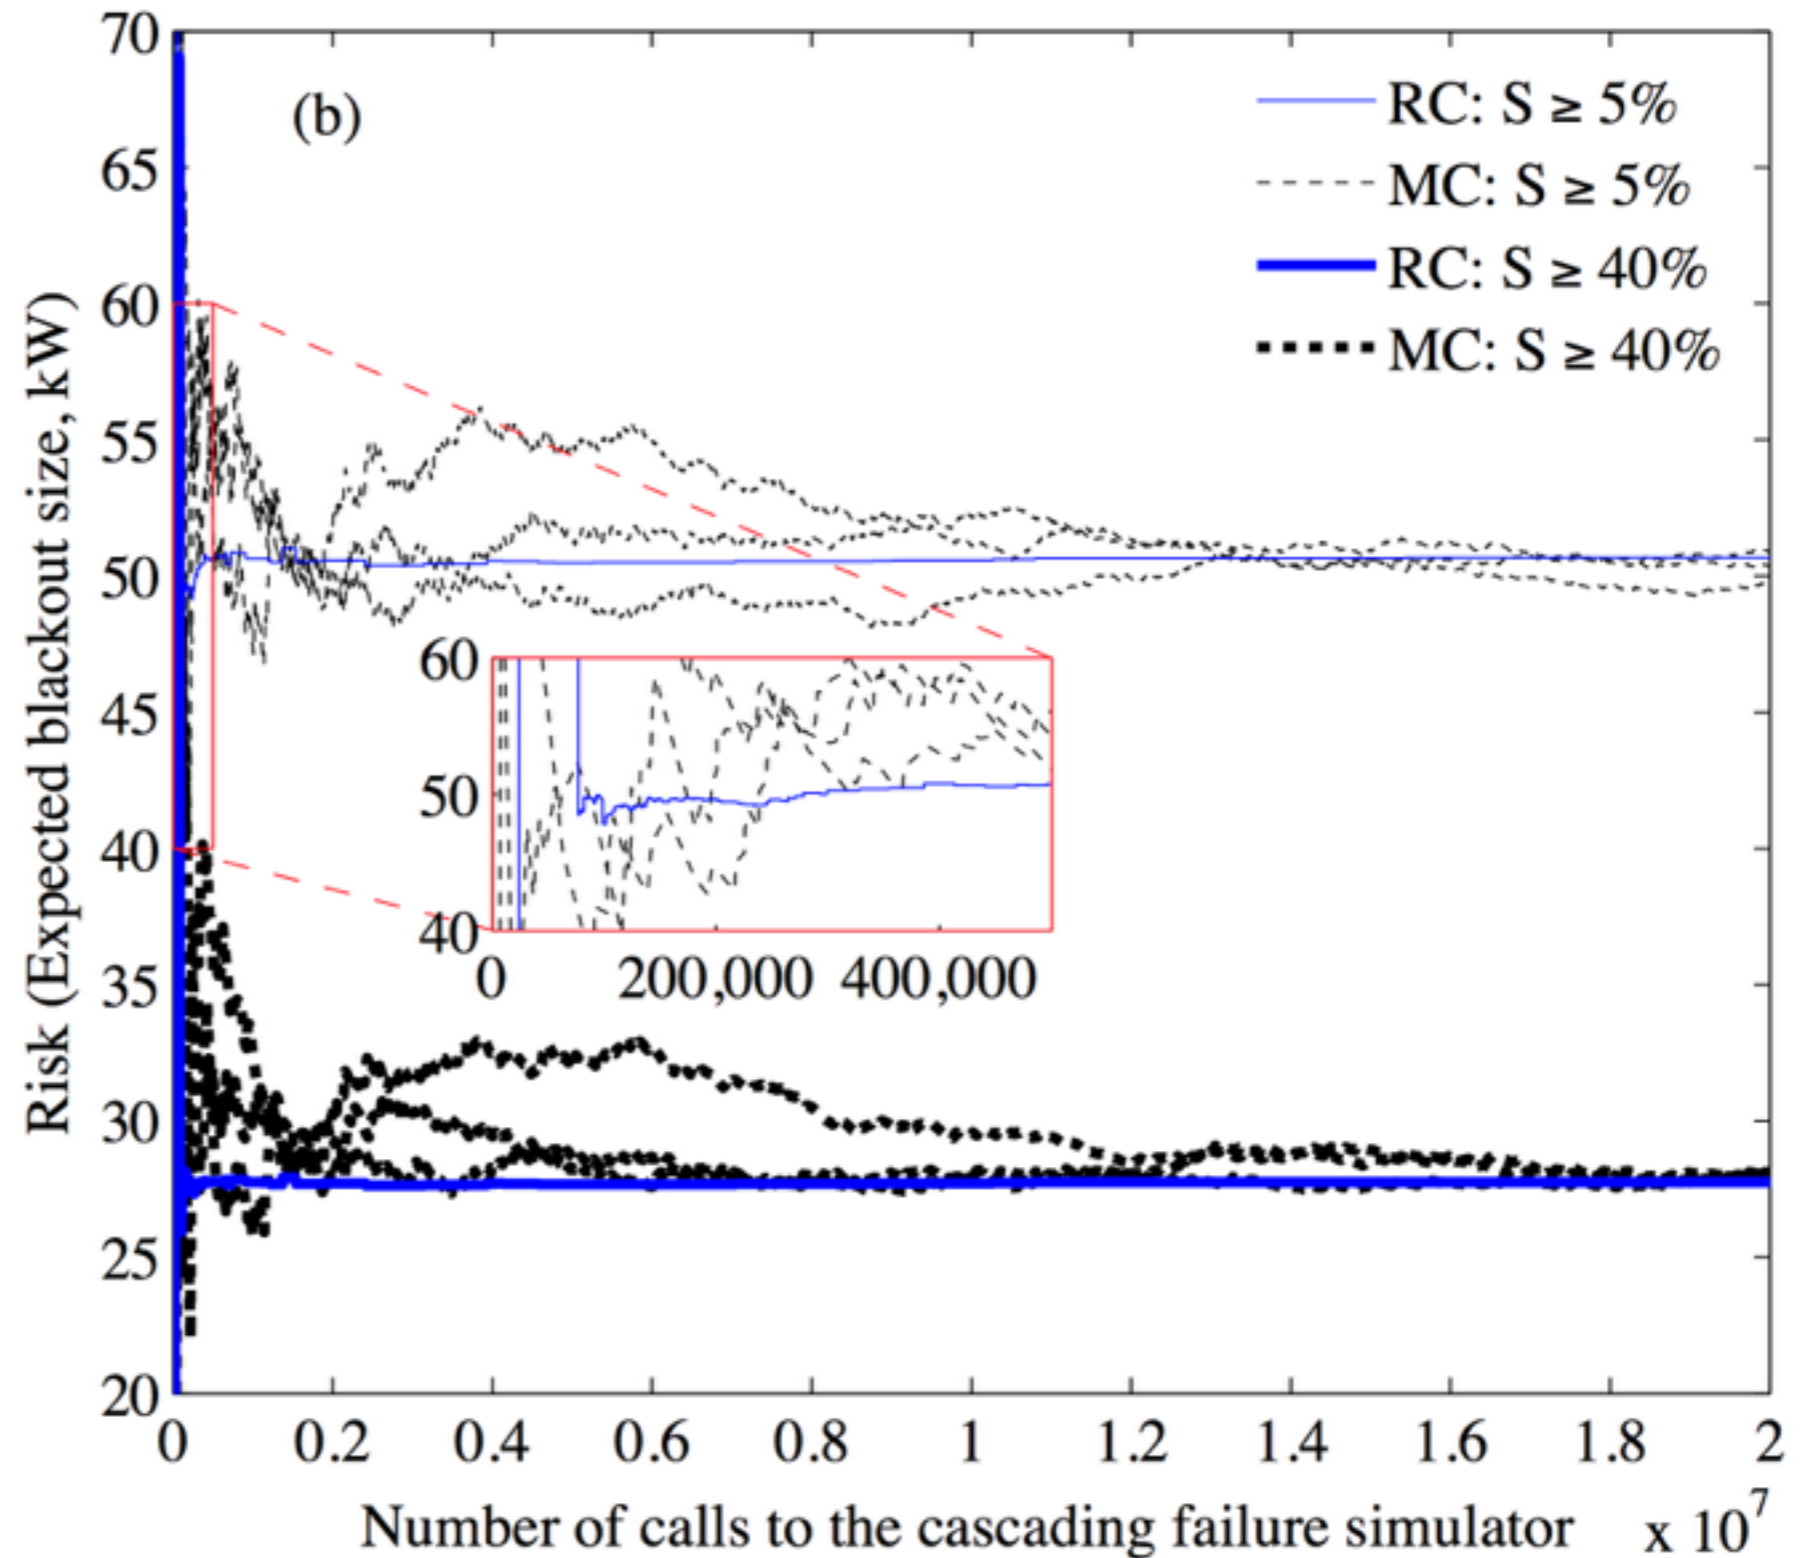 (b)
RC: S ≥ 5%
MC: S ≥ 5%
RC: S ≥ 40%
MC: S ≥ 40%
Risk (Expected blackout size, kW)
70
65
60
55
50
45
40
35
30
25
20
60
50
40
0 200,000 400,000
0 0.2 0.4 0.6 0.8 1 1.2 1.4 1.6 1.8 2
Number of calls to the cascading failure simulator x 10⁷